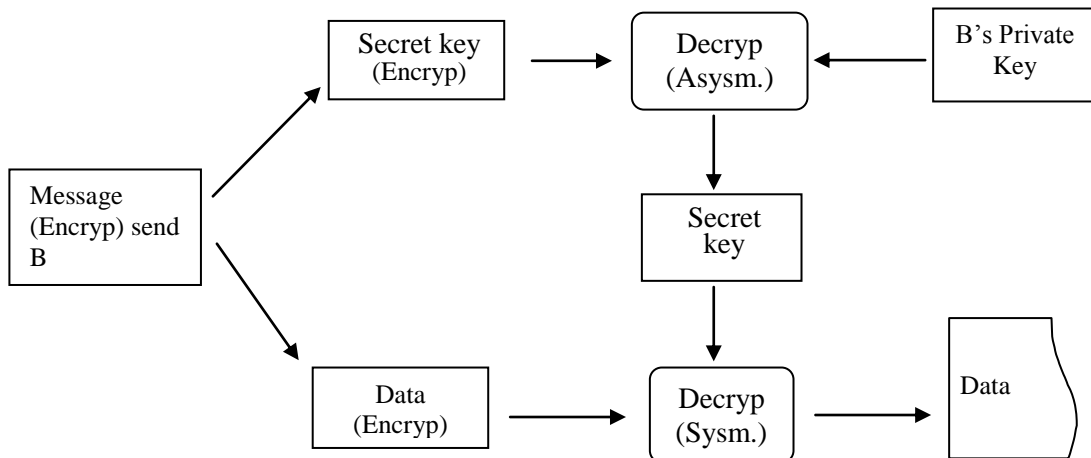 Secret key
(Encryp)
Decryp
(Asysm.)
B's Private
Key
Message
(Encryp) send
B
Secret
key
Data
(Encryp)
Decryp
(Sysm.)
Data